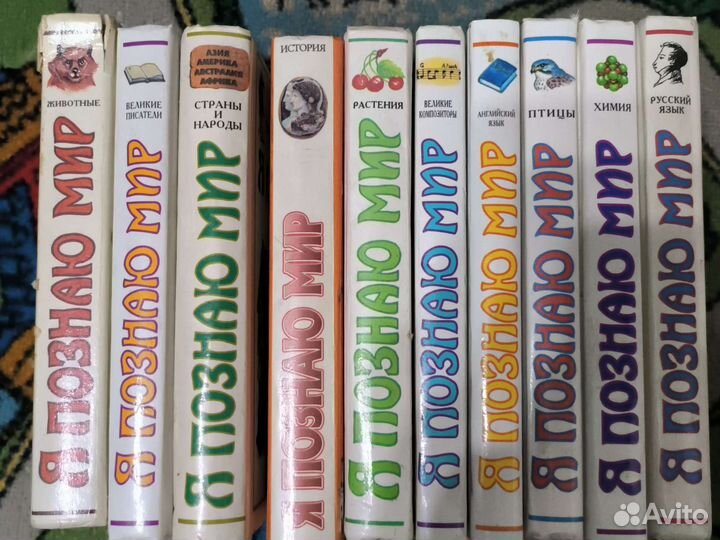 ЖИВОТНЫЕ
Я ПОЗНАЮ МИР
ВЕЛИКИЕ
ПИСАТЕЛИ
Я ПОЗНАЮ МИР
АЗИЯ
АМЕРИКА
АВСТРАЛИЯ
АФРИКА
СТРАНЫ И
НАРОДЫ
Я ПОЗНАЮ МИР
ИСТОРИЯ
Я ПОЗНАЮ МИР
РАСТЕНИЯ
Я ПОЗНАЮ МИР
ВЕЛИКИЕ
КОМПОЗИТОРЫ
Я ПОЗНАЮ МИР
АНГЛИЙСКИЙ
ЯЗЫК
Я ПОЗНАЮ МИР
ПТИЦЫ
Я ПОЗНАЮ МИР
ХИМИЯ
Я ПОЗНАЮ МИР
РУССКИЙ
ЯЗЫК
Я ПОЗНАЮ МИР
Avito